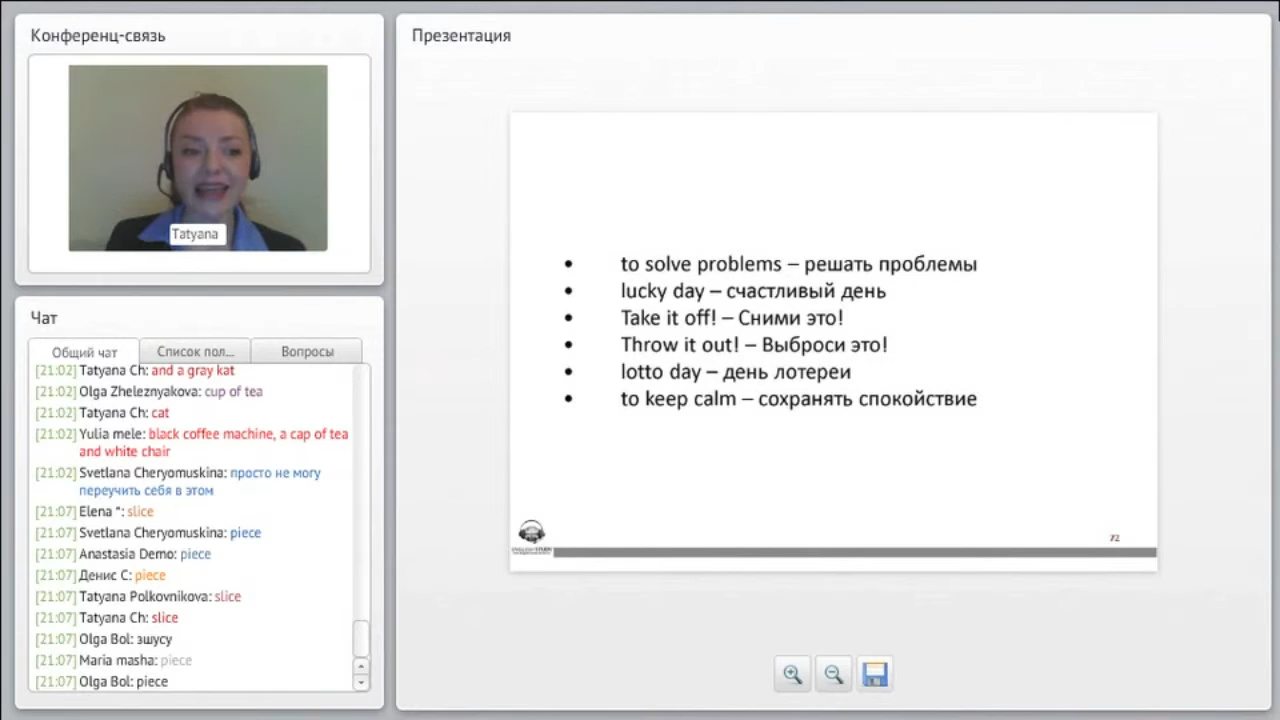 Конференц-связь
Tatyana
Чат
Общий чат
Список пол...
Вопросы
[21:02] Tatyana Ch: and a gray kat
[21:02] Olga Zheleznyakova: cup of tea
[21:02] Tatyana Ch: cat
[21:02] Yulia mele: black coffee machine, a cap of tea
and white chair
[21:02] Svetlana Cheryomuskina: просто не могу
переучить себя в этом
[21:07] Elena *: slice
[21:07] Svetlana Cheryomuskina: piece
[21:07] Anastasia Demo: piece
[21:07] Денис С: piece
[21:07] Tatyana Polkovnikova: slice
[21:07] Tatyana Ch: slice
[21:07] Olga Bol: зшусу
[21:07] Maria masha: piece
[21:07] Olga Bol: piece
Презентация
• to solve problems – решать проблемы
• lucky day – счастливый день
• Take it off! – Сними это!
• Throw it out! – Выброси это!
• lotto day – день лотереи
• to keep calm – сохранять спокойствие
72